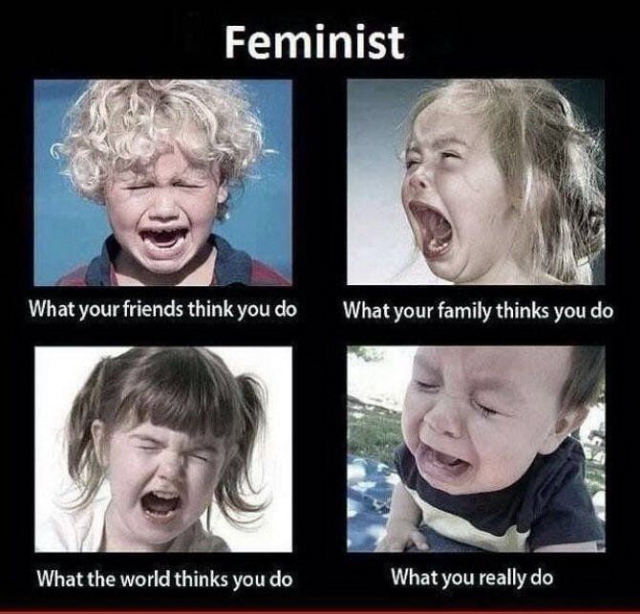 Feminist
What your friends think you do
What your family thinks you do
What the world thinks you do
What you really do